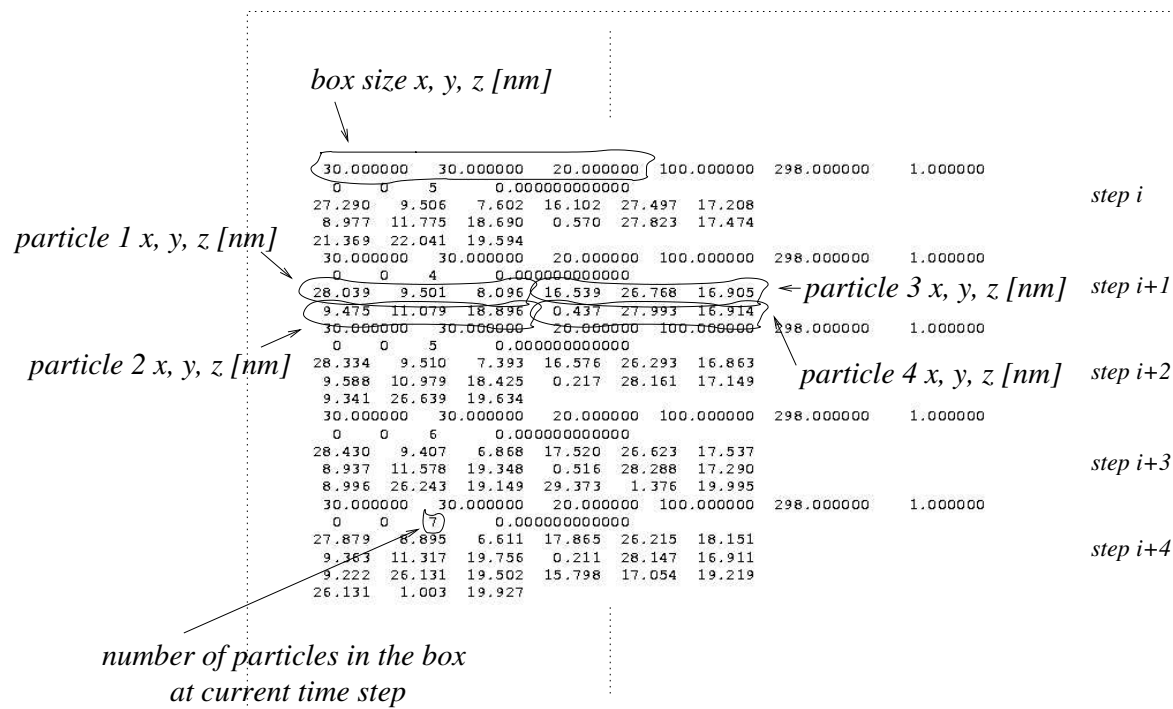 box size x, y, z [nm]
30.000000 30.000000 20.000000 100.000000 298.000000 1.000000
0 0 5 0.000000000000
27.290 9.506 7.602 16.102 27.497 17.208
step i
8.977 11.775 18.690 0.570 27.823 17.474
particle 1 x, y, z [nm]
21.369 22.041 19.594
30.000000 30.000000 20.000000 100.000000 298.000000 1.000000
0 0 4 0.000000000000
28.039 9.501 8.096 16.539 26.768 16.905
particle 3 x, y, z [nm]
step i+1
9.475 11.079 18.896 0.437 27.993 16.914
30.000000 30.000000 20.000000 100.000000 298.000000 1.000000
0 0 5 0.000000000000
particle 2 x, y, z [nm]
28.334 9.510 7.393 16.576 26.293 16.863
particle 4 x, y, z [nm]
step i+2
9.588 10.979 18.425 0.217 28.161 17.149
9.341 26.639 19.634
30.000000 30.000000 20.000000 100.000000 298.000000 1.000000
0 0 6 0.000000000000
28.430 9.407 6.868 17.520 26.623 17.537
8.937 11.578 19.348 0.516 28.288 17.290
step i+3
8.996 26.243 19.149 29.373 1.376 19.995
30.000000 30.000000 20.000000 100.000000 298.000000 1.000000
0 0 7 0.000000000000
27.879 8.895 6.611 17.865 26.215 18.151
step i+4
9.363 11.317 19.756 0.211 28.147 16.911
9.222 26.131 19.502 15.798 17.054 19.219
26.131 1.003 19.927
number of particles in the box
at current time step